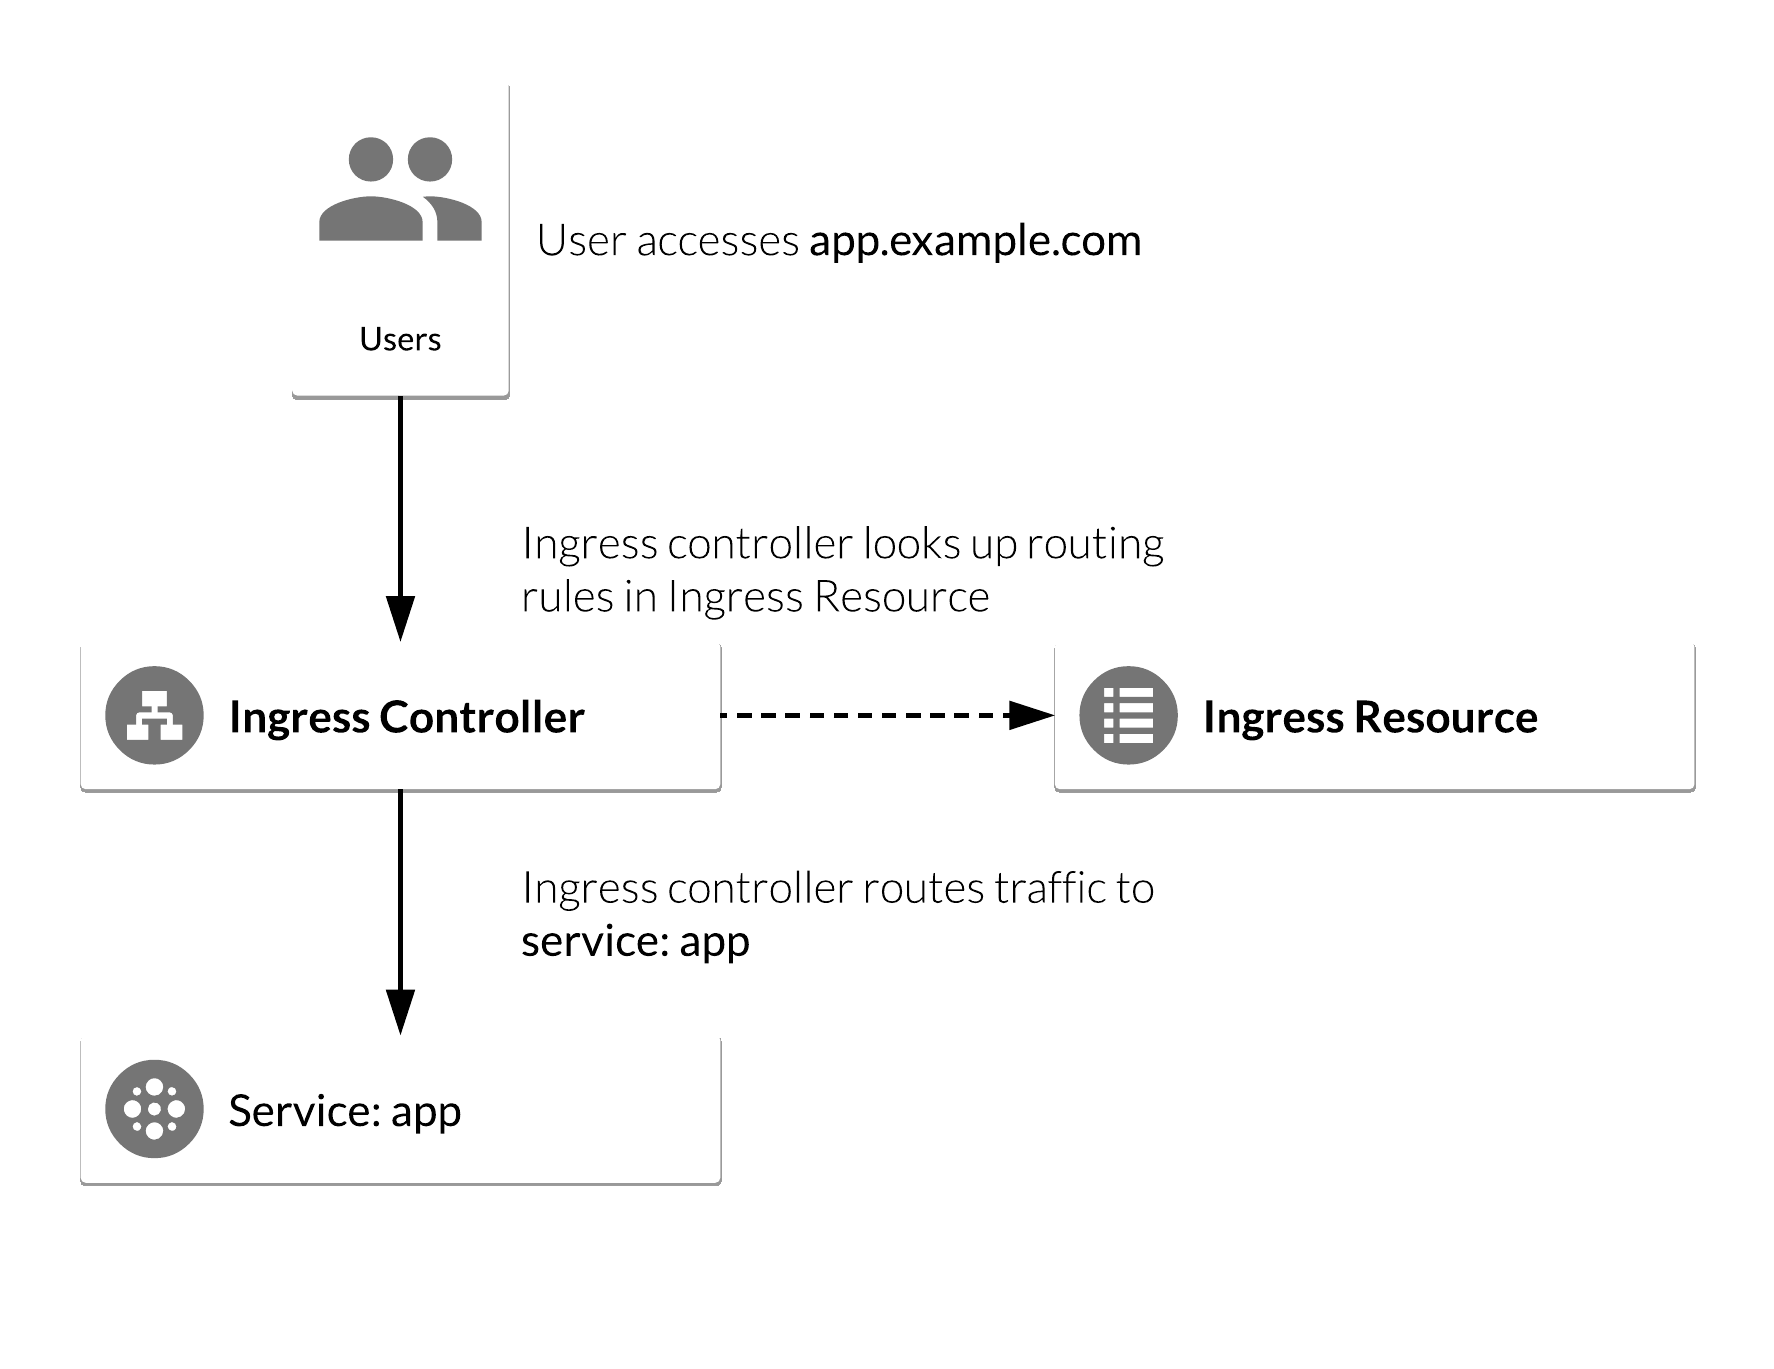 User accesses app.example.com
Users
Ingress controller looks up routing
rules in Ingress Resource
Ingress Controller
Ingress Resource
Ingress controller routes traffic to
service: app
Service: app